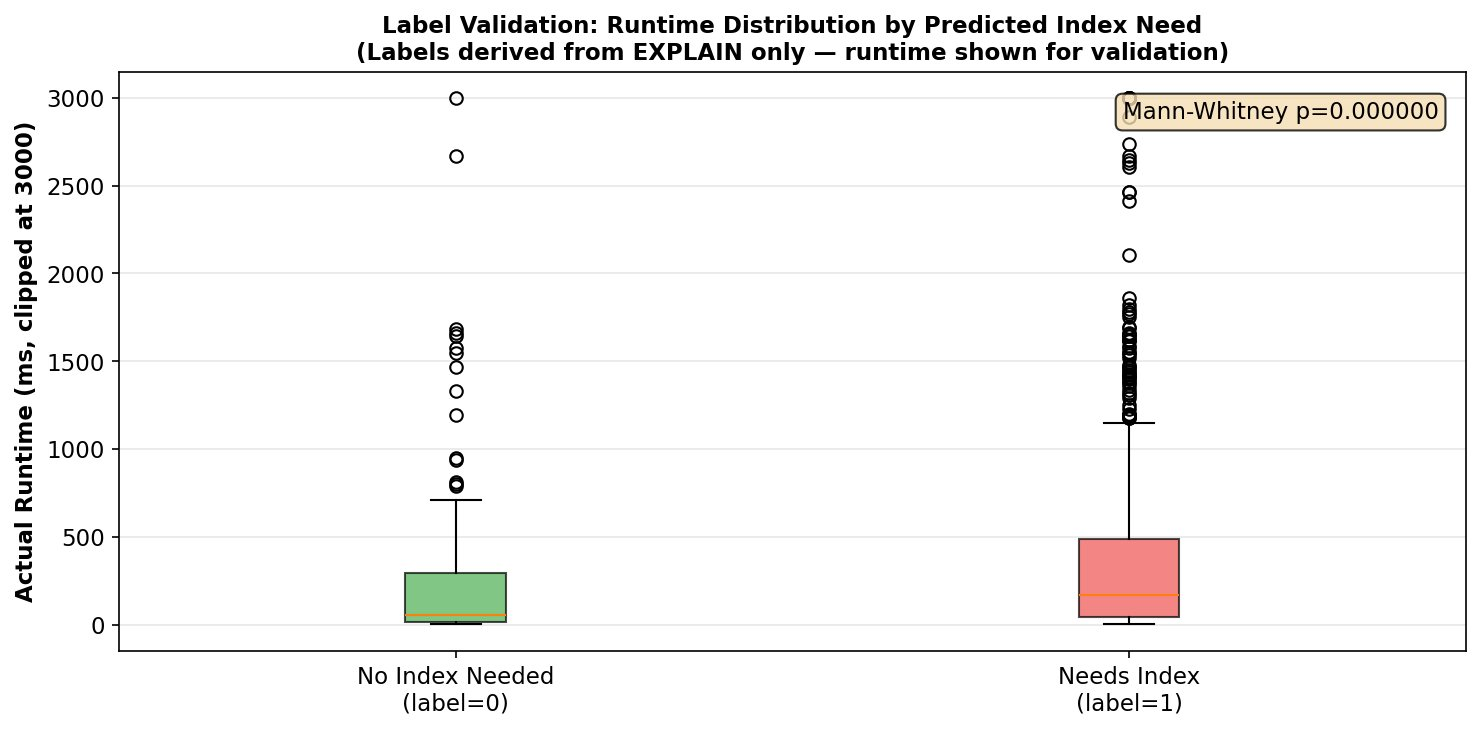 Label Validation: Runtime Distribution by Predicted Index Need
(Labels derived from EXPLAIN only — runtime shown for validation)
Actual Runtime (ms, clipped at 3000)
3000
2500
2000
1500
1000
500
0
Mann-Whitney p=0.000000
No Index Needed
(label=0)
Needs Index
(label=1)